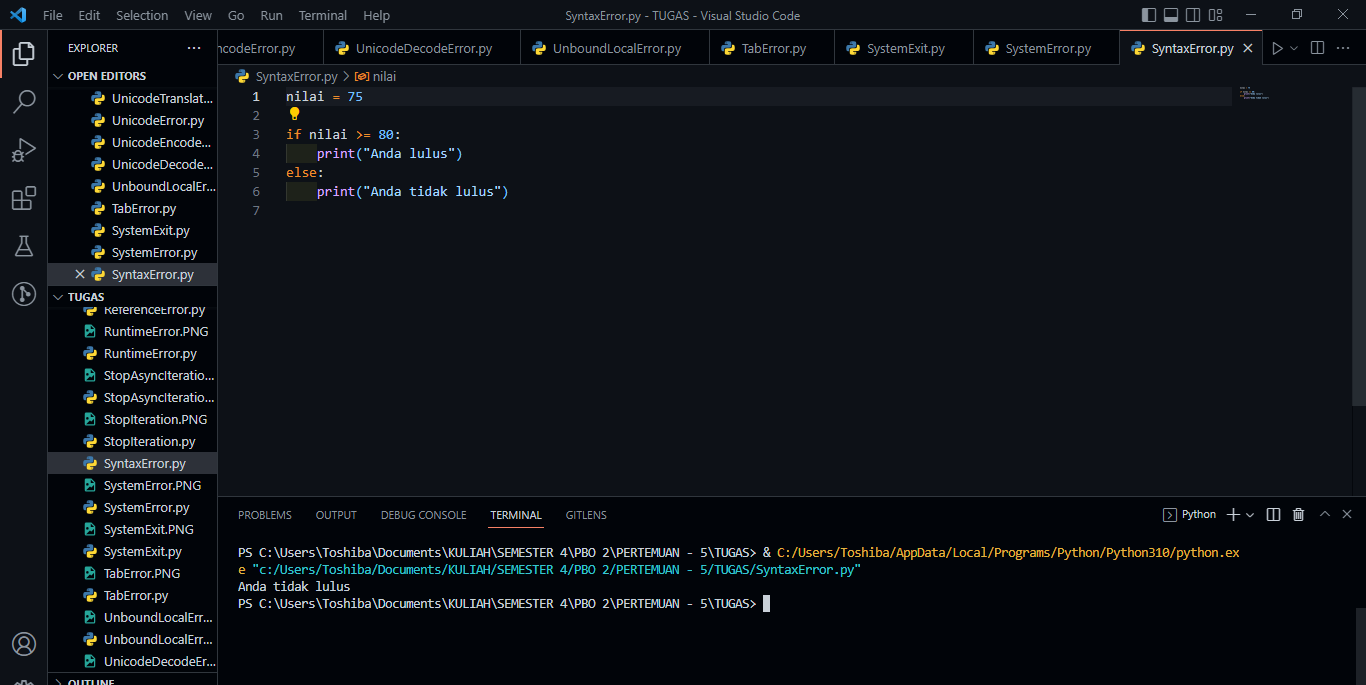 File Edit Selection View Go Run Terminal Help SyntaxError.py - TUGAS - Visual Studio Code
EXPLORER
ncodeError.py UnicodeDecodeError.py UnboundLocalError.py TabError.py SystemExit.py SystemError.py SyntaxError.py
OPEN EDITORS
UnicodeTranslat...
UnicodeError.py
UnicodeEncode...
UnicodeDecode...
UnboundLocalEr...
TabError.py
SystemExit.py
SystemError.py
SyntaxError.py
TUGAS
ReferenceError.py
RuntimeError.PNG
RuntimeError.py
StopAsyncIteratio...
StopAsyncIteratio...
StopIteration.PNG
StopIteration.py
SyntaxError.py
SystemError.PNG
SystemError.py
SystemExit.PNG
SystemExit.py
TabError.PNG
TabError.py
UnboundLocalErr...
UnboundLocalErr...
UnicodeDecodeEr...
OUTLINE
SyntaxError.py > nilai
1 nilai = 75
2
3 if nilai >= 80:
4 print("Anda lulus")
5 else:
6 print("Anda tidak lulus")
7
PROBLEMS OUTPUT DEBUG CONSOLE TERMINAL GITLENS Python
PS C:\Users\Toshiba\Documents\KULIAH\SEMESTER 4\PBO 2\PERTEMUAN - 5\TUGAS> & C:/Users/Toshiba/AppData/Local/Programs/Python/Python310/python.ex
e "c:/Users/Toshiba/Documents/KULIAH/SEMESTER 4/PBO 2/PERTEMUAN - 5/TUGAS/SyntaxError.py"
Anda tidak lulus
PS C:\Users\Toshiba\Documents\KULIAH\SEMESTER 4\PBO 2\PERTEMUAN - 5\TUGAS>